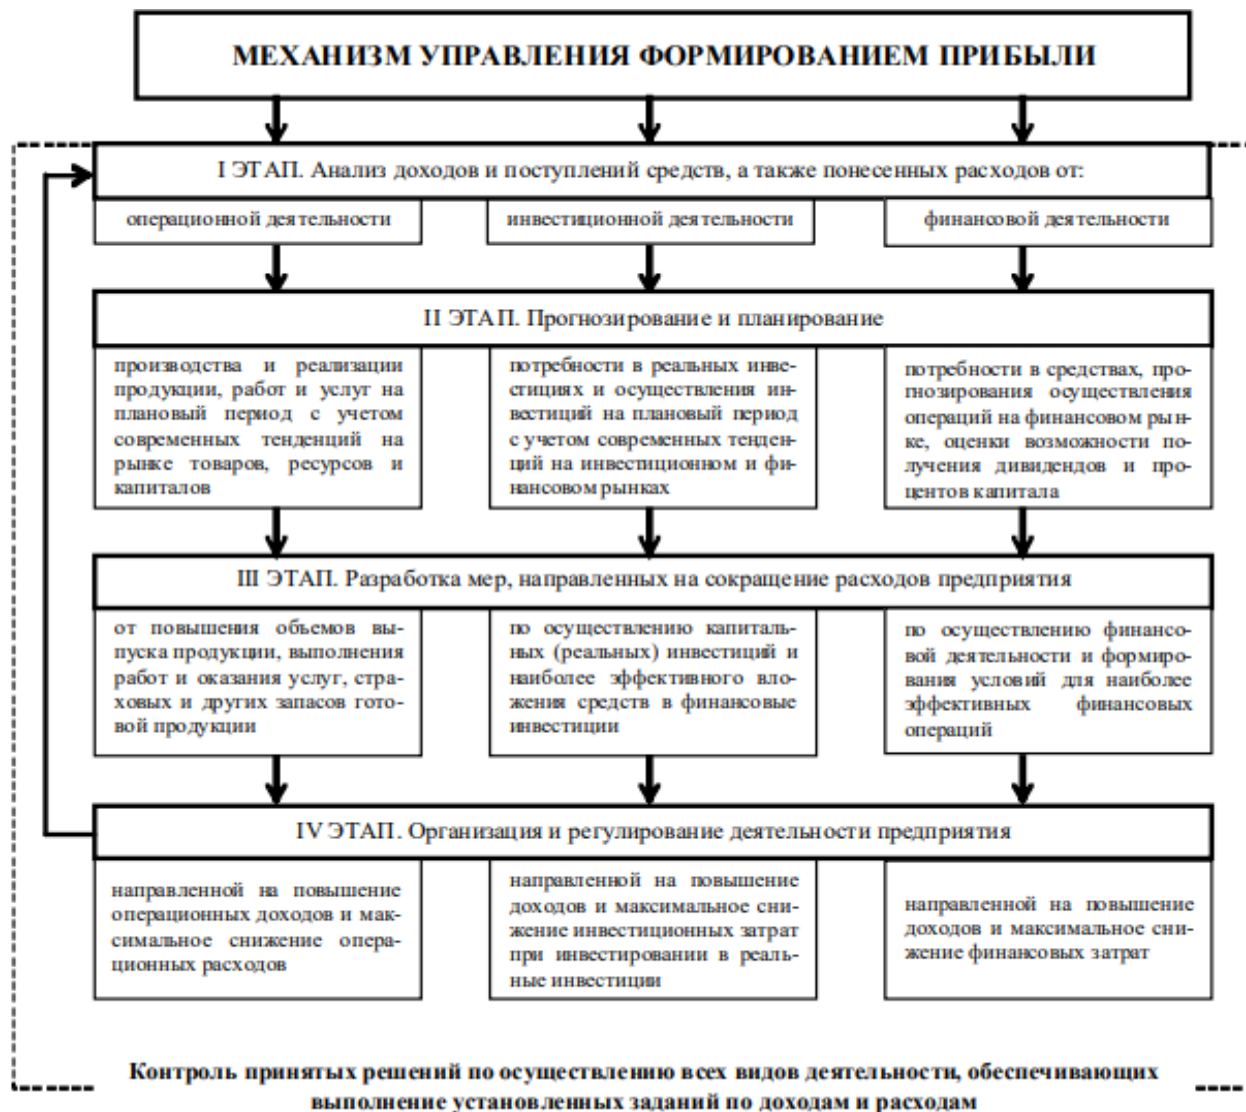 МЕХАНИЗМ УПРАВЛЕНИЯ ФОРМИРОВАНИЕМ ПРИБЫЛИ
I ЭТАП. Анализ доходов и поступлений средств, а также понесенных расходов от:
операционной деятельности
инвестиционной деятельности
финансовой деятельности
II ЭТАП. Прогнозирование и планирование
производства и реализации
продукции, работ и услуг на
плановый период с учетом
современных тенденций на
рынке товаров, ресурсов и
капиталов
потребности в реальных инве-
стициях и осуществления ин-
вестиций на плановый период
с учетом современных тенден-
ций на инвестиционном и фи-
нансовом рынках
потребности в средствах, про-
гнозирования осуществления
операций на финансовом рын-
ке, оценки возможности по-
лучения дивидендов и про-
центов капитала
III ЭТАП. Разработка мер, направленных на сокращение расходов предприятия
от повышения объемов вы-
пуска продукции, выполнения
работ и оказания услуг, стра-
ховых и других запасов гото-
вой продукции
по осуществлению капиталь-
ных (реальных) инвестиций и
наиболее эффективного вло-
жения средств в финансовые
инвестиции
по осуществлению финансо-
вой деятельности и формиро-
вания условий для наиболее
эффективных финансовых
операций
IV ЭТАП. Организация и регулирование деятельности предприятия
направленной на повышение
операционных доходов и мак-
симальное снижение опера-
ционных расходов
направленной на повышение
доходов и максимальное сни-
жение инвестиционных затрат
при инвестировании в реаль-
ные инвестиции
направленной на повышение
доходов и максимальное сни-
жение финансовых затрат
Контроль принятых решений по осуществлению всех видов деятельности, обеспечивающих
выполнение установленных заданий по доходам и расходам